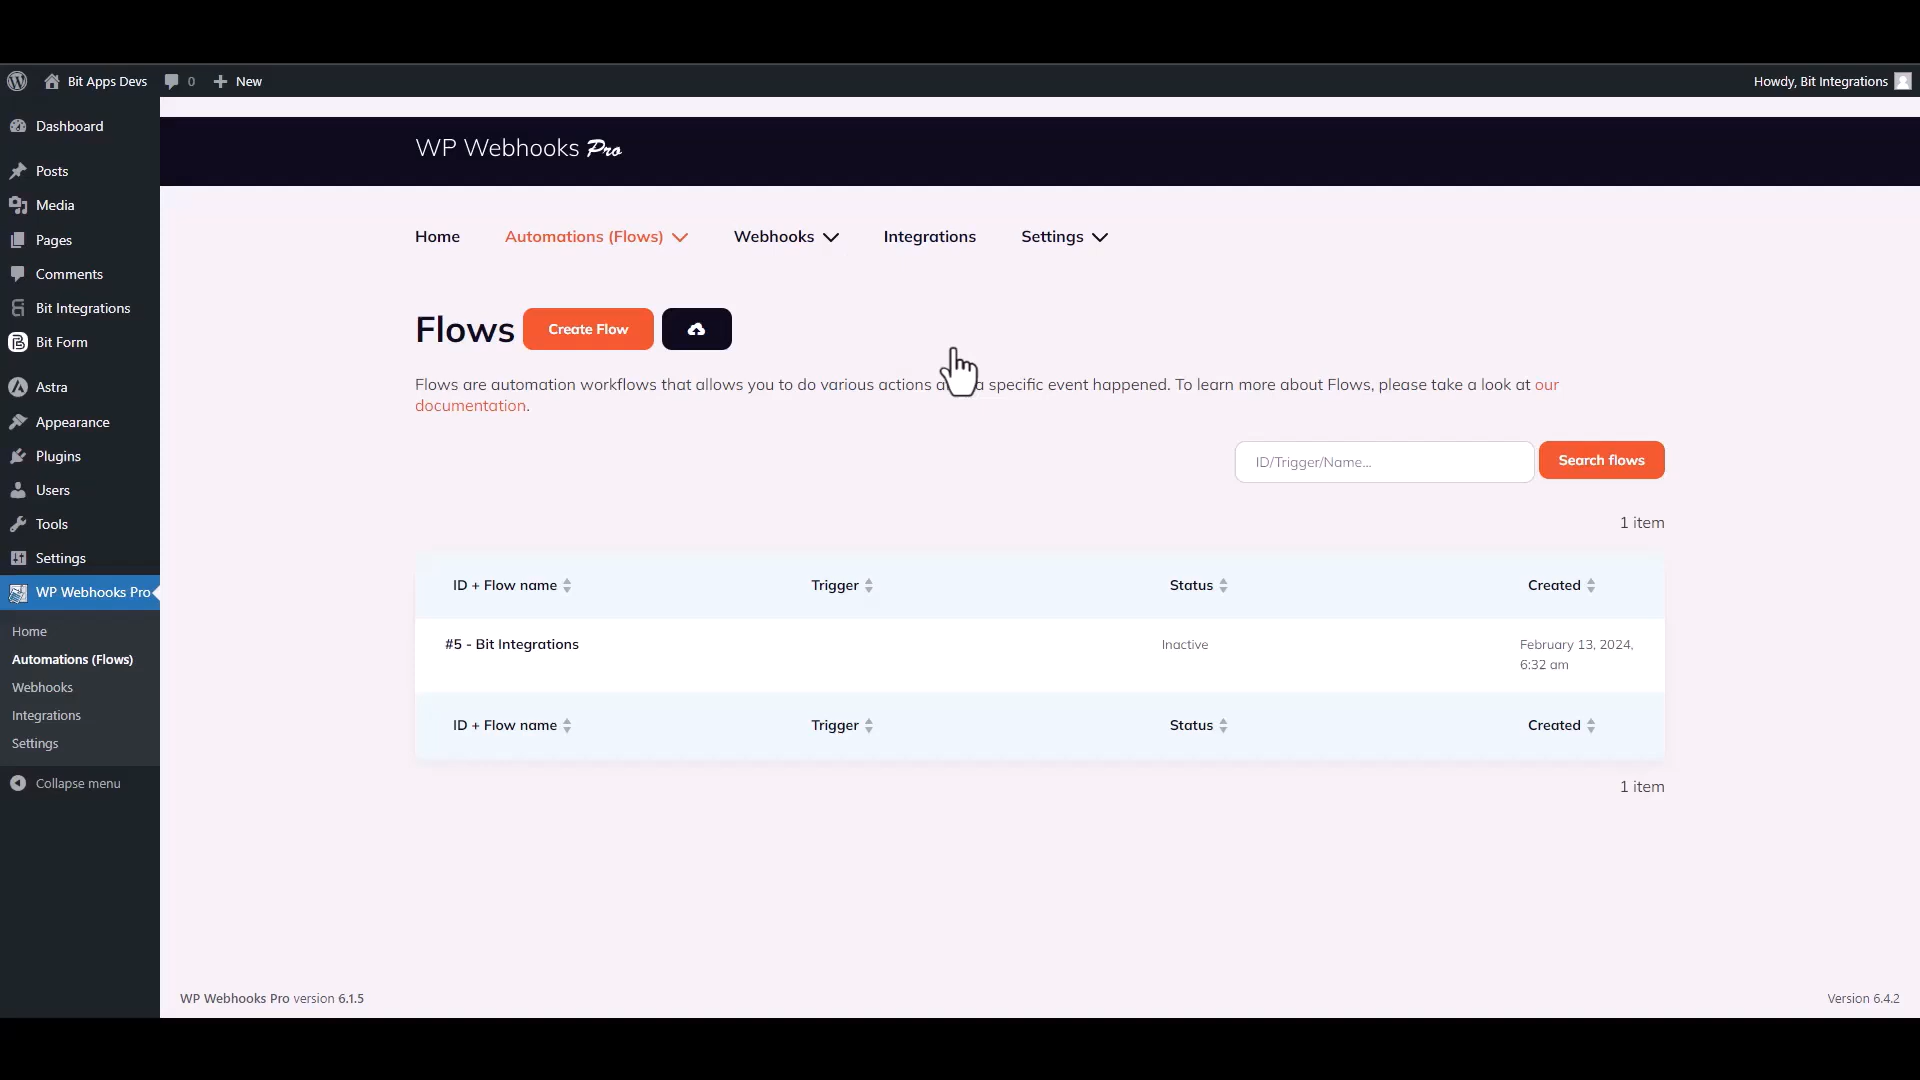 Bit Apps Devs 0 New Howdy, Bit Integrations
Dashboard
Posts
Media
Pages
Comments
Bit Integrations
Bit Form
Astra
Appearance
Plugins
Users
Tools
Settings
WP Webhooks Pro
Home
Automations (Flows)
Webhooks
Integrations
Settings
Collapse menu
WP Webhooks Pro
Home Automations (Flows) Webhooks Integrations Settings
Flows Create Flow
Flows are automation workflows that allows you to do various actions a specific event happened. To learn more about Flows, please take a look at our
documentation.
ID/Trigger/Name... Search flows
1 item
ID + Flow name Trigger Status Created
#5 - Bit Integrations Inactive February 13, 2024,
6:32 am
ID + Flow name Trigger Status Created
1 item
WP Webhooks Pro version 6.1.5 Version 6.4.2